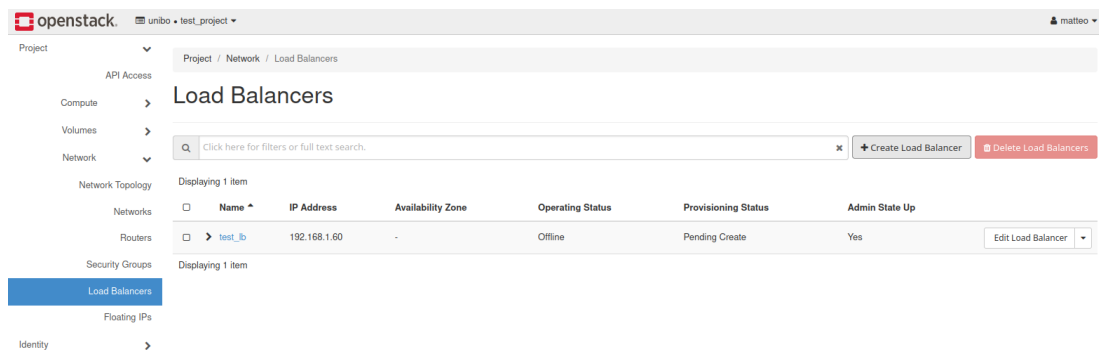 openstack. unibo • test_project matteo
Project
API Access
Compute
Volumes
Network
Network Topology
Networks
Routers
Security Groups
Load Balancers
Floating IPs
Identity
Project / Network / Load Balancers
Load Balancers
Click here for filters or full text search. Create Load Balancer Delete Load Balancers
Displaying 1 item
Name IP Address Availability Zone Operating Status Provisioning Status Admin State Up
test_lb 192.168.1.60 - Offline Pending Create Yes Edit Load Balancer
Displaying 1 item